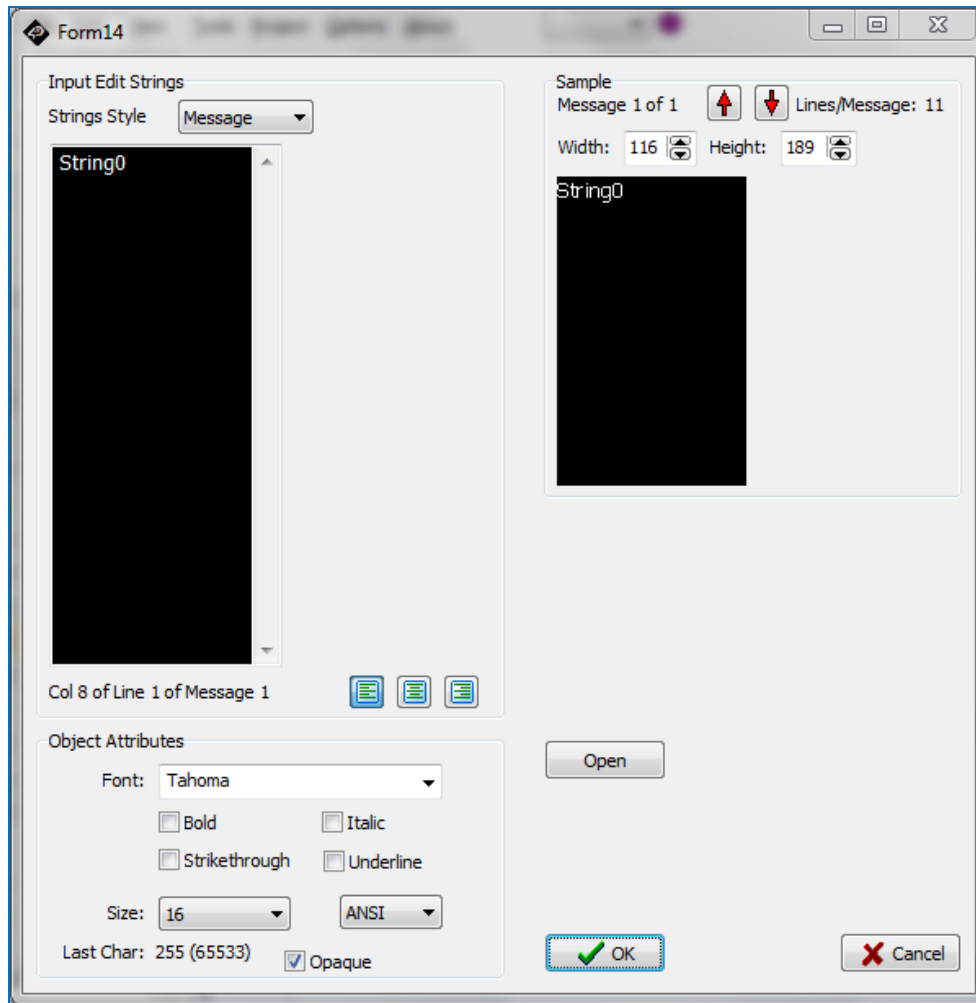 Form14
Input Edit Strings
Strings Style Message
String0
Col 8 of Line 1 of Message 1
Sample
Message 1 of 1 Lines/Message: 11
Width: 116 Height: 189
String0
Object Attributes
Font: Tahoma
Bold Italic
Strikethrough Underline
Size: 16 ANSI
Last Char: 255 (65533) Opaque
Open
OK Cancel